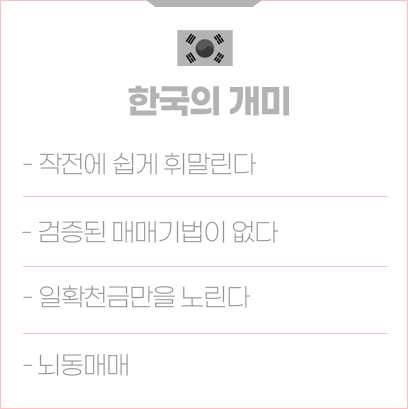 한국의 개미
- 작전에 쉽게 휘말린다
- 검증된 매매기법이 없다
- 일확천금만을 노린다
- 뇌동매매